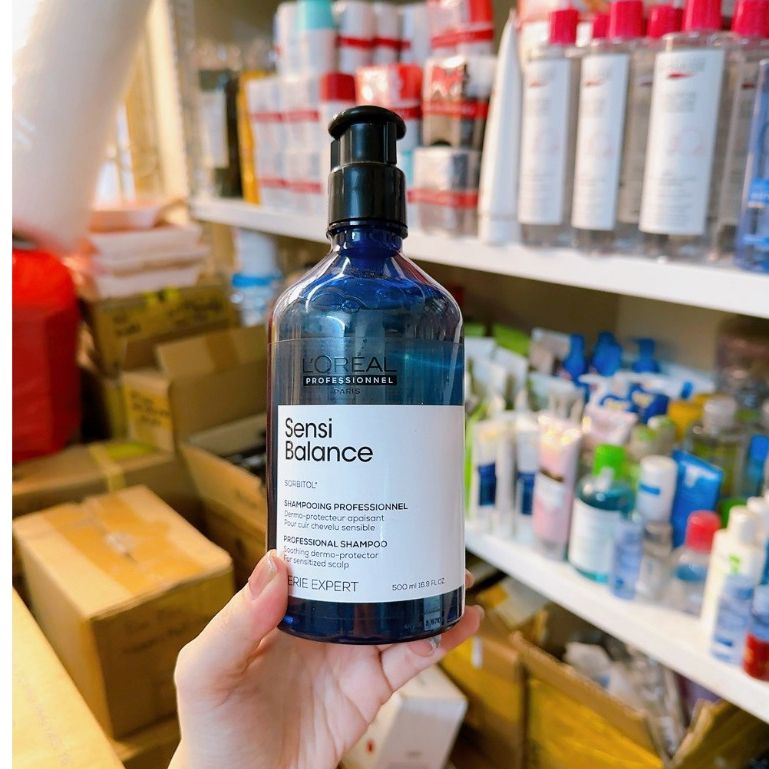 L'ORÉAL
PROFESSIONNEL
PARIS
Sensi
Balance
SORBITOL*
SHAMPOOING PROFESSIONNEL
Dermo-protecteur apaisant
Pour cuir chevelu sensible
PROFESSIONAL SHAMPOO
Soothing dermo-protector
For sensitized scalp
ERIE EXPERT
500 ml 16.9 FL OZ.